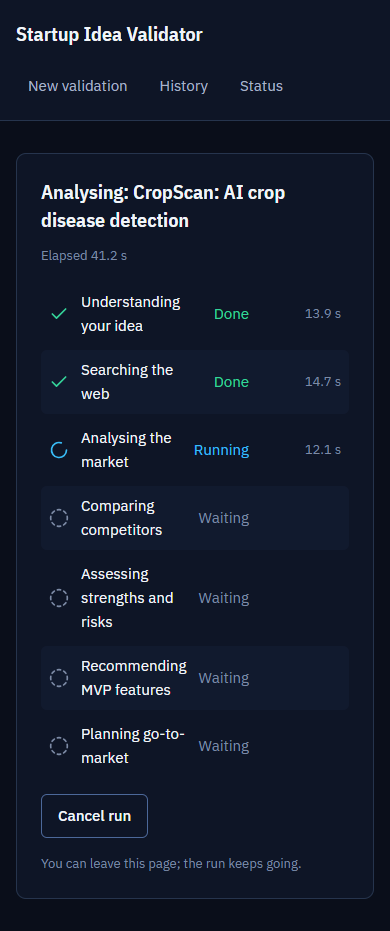 Startup Idea Validator
New validation History Status
Analysing: CropScan: AI crop
disease detection
Elapsed 41.2 s
Understanding
your idea
Done
13.9 s
Searching the
web
Done
14.7 s
Analysing the
market
Running
12.1 s
Comparing
competitors
Waiting
Assessing
strengths and
risks
Waiting
Recommending
MVP features
Waiting
Planning go-to-
market
Waiting
Cancel run
You can leave this page; the run keeps going.